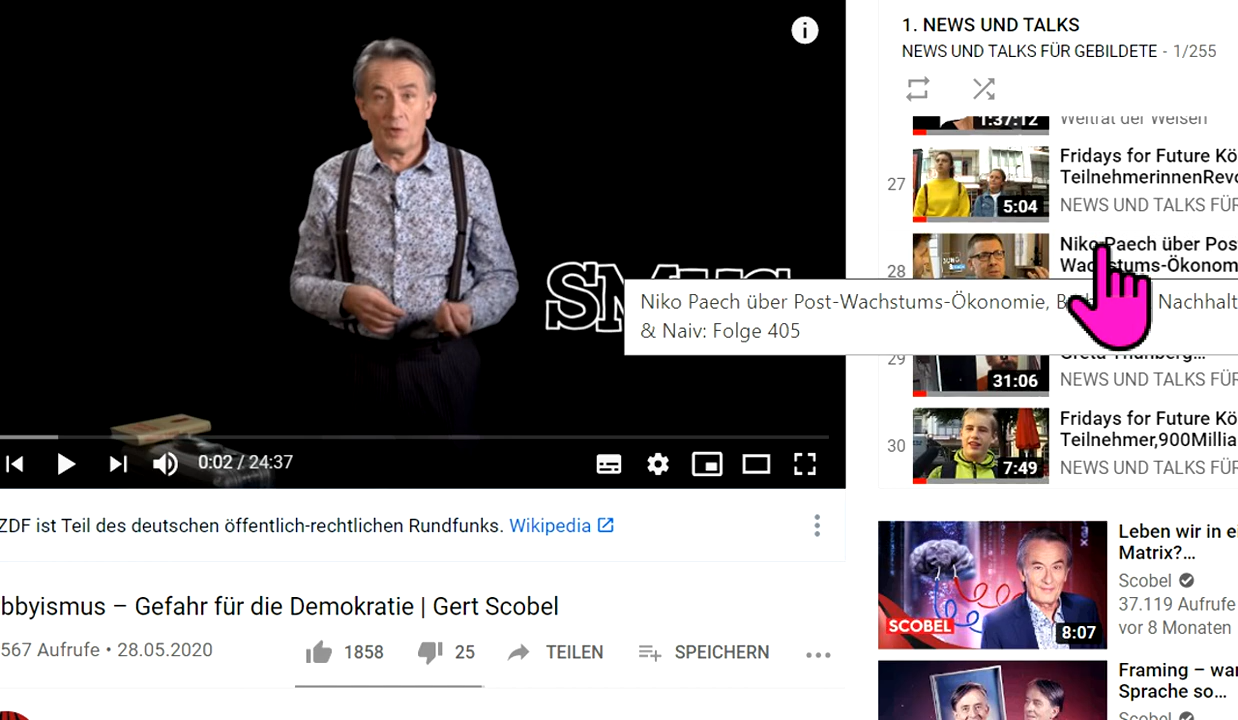 1. NEWS UND TALKS
NEWS UND TALKS FÜR GEBILDETE - 1/255
1:37:12
Weltrat der Weisen
27
5:04
Fridays for Future Kö
TeilnehmerinnenRevo
NEWS UND TALKS FÜR
28
Niko Paech über Pos
Wachstums-Ökonom
Niko Paech über Post-Wachstums-Ökonomie, Nachhalt
& Naiv: Folge 405
29
31:06
Greta Thunberg...
NEWS UND TALKS FÜR
30
7:49
Fridays for Future Kö
Teilnehmer,900Millia
NEWS UND TALKS FÜR
0:02 / 24:37
ZDF ist Teil des deutschen öffentlich-rechtlichen Rundfunks. Wikipedia
bbyismus – Gefahr für die Demokratie | Gert Scobel
567 Aufrufe • 28.05.2020
1858
25
TEILEN
SPEICHERN
SCOBEL
8:07
Leben wir in ei
Matrix?...
Scobel
37.119 Aufrufe
vor 8 Monaten
Framing – war
Sprache so...
Scobel